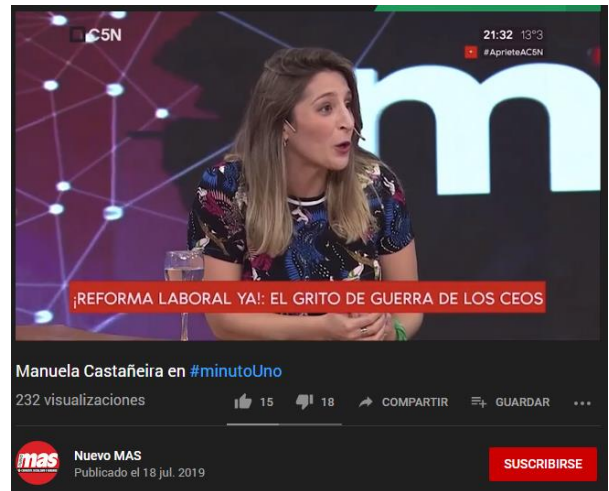 C5N
21:32 13°3
#AprieteAC5N
m
¡REFORMA LABORAL YA!: EL GRITO DE GUERRA DE LOS CEOS
Manuela Castañeira en #minutoUno
232 visualizaciones 15 18 COMPARTIR GUARDAR
mas Nuevo MAS
Publicado el 18 jul. 2019
SUSCRIBIRSE